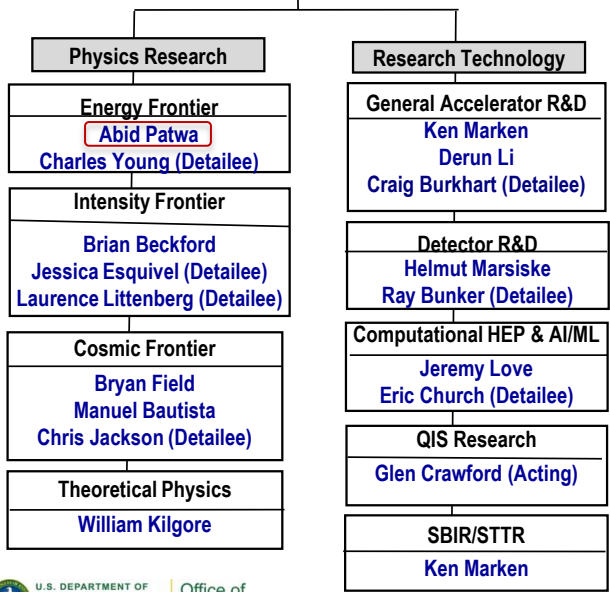 Physics Research
Energy Frontier
Abid Patwa
Charles Young (Detailee)
Intensity Frontier
Brian Beckford
Jessica Esquivel (Detailee)
Laurence Littenberg (Detailee)
Cosmic Frontier
Bryan Field
Manuel Bautista
Chris Jackson (Detailee)
Theoretical Physics
William Kilgore
Research Technology
General Accelerator R&D
Ken Marken
Derun Li
Craig Burkhart (Detailee)
Detector R&D
Helmut Marsiske
Ray Bunker (Detailee)
Computational HEP & AI/ML
Jeremy Love
Eric Church (Detailee)
QIS Research
Glen Crawford (Acting)
SBIR/STTR
Ken Marken
U.S. DEPARTMENT OF
Office of